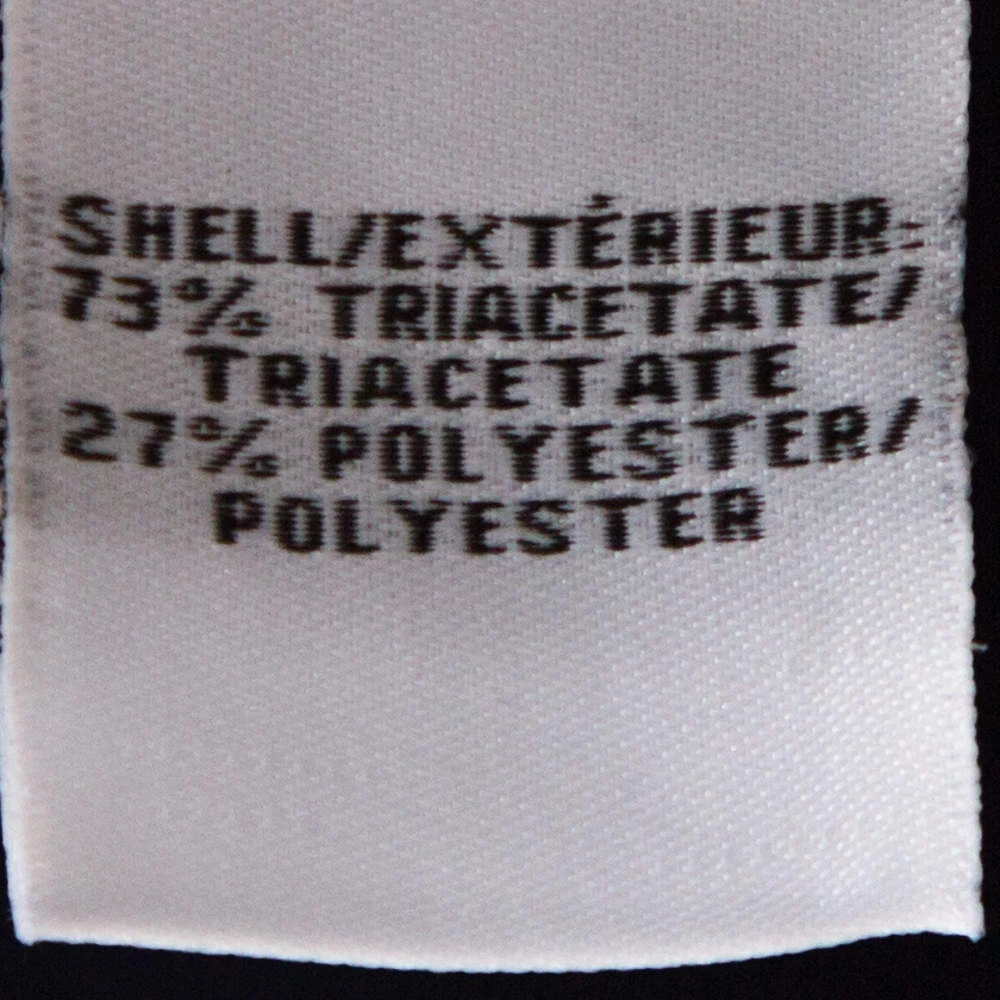 SHELL/EXTÉRIEUR:
73% TRIACETATE/
TRIACETATE
27% POLYESTER/
POLYESTER